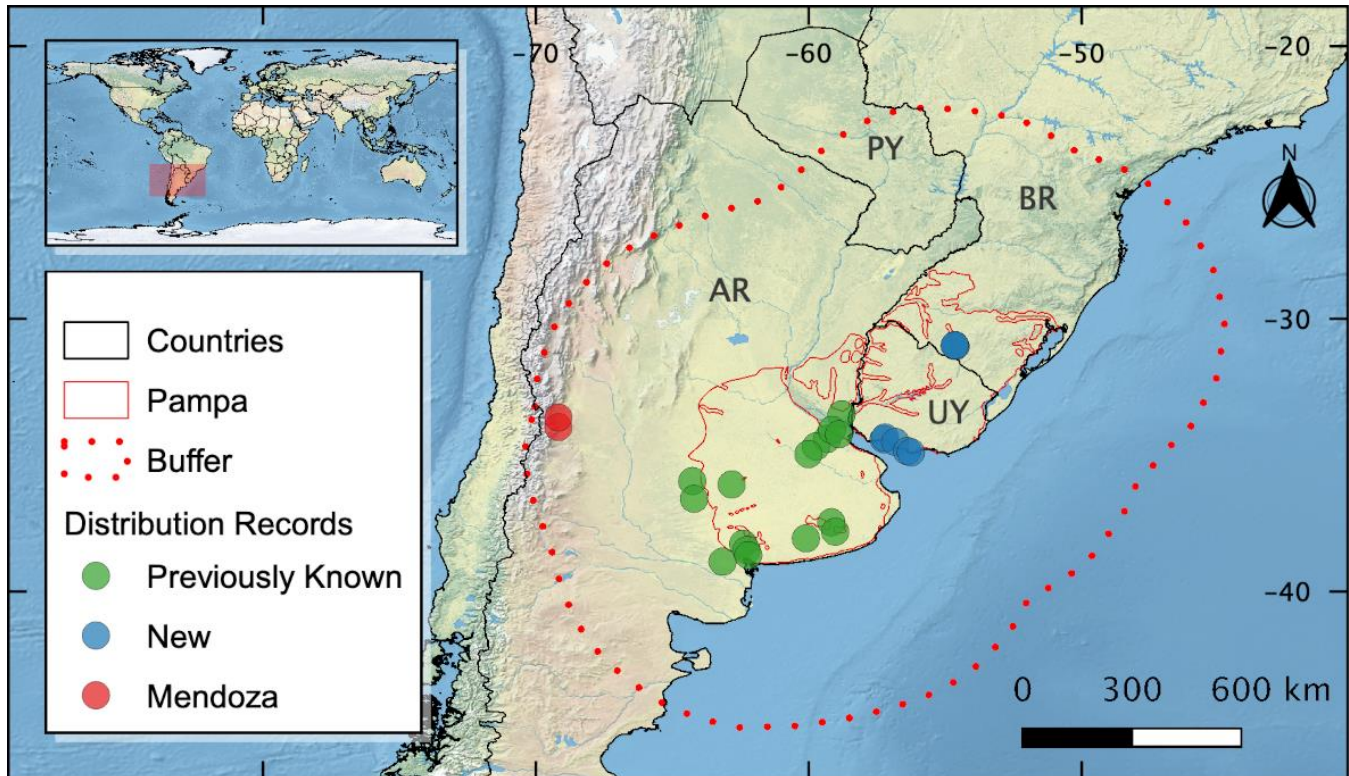 -70
-60
-50
-20
PY
N
BR
AR
-30
UY
-40
Countries
Pampa
Buffer
Distribution Records
Previously Known
New
Mendoza
0 300 600 km